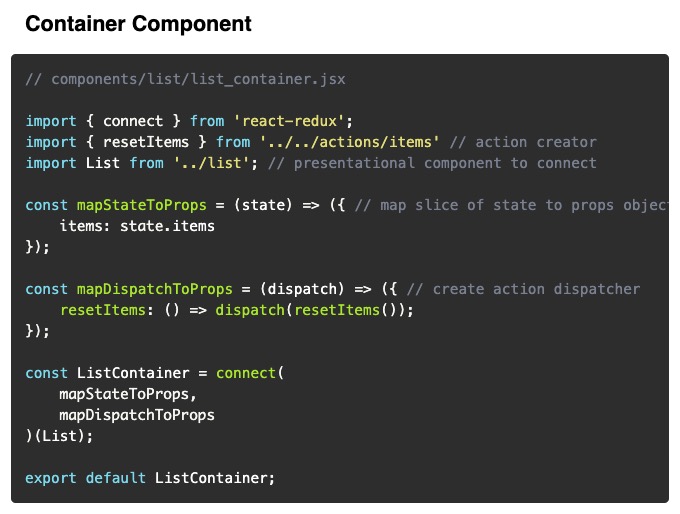 Container Component
// components/list/list_container.jsx
import { connect } from 'react-redux';
import { resetItems } from '../../actions/items' // action creator
import List from '../list'; // presentational component to connect
const mapStateToProps = (state) => ({ // map slice of state to props objec
    items: state.items
});
const mapDispatchToProps = (dispatch) => ({ // create action dispatcher
    resetItems: () => dispatch(resetItems());
});
const ListContainer = connect(
    mapStateToProps,
    mapDispatchToProps
)(List);
export default ListContainer;